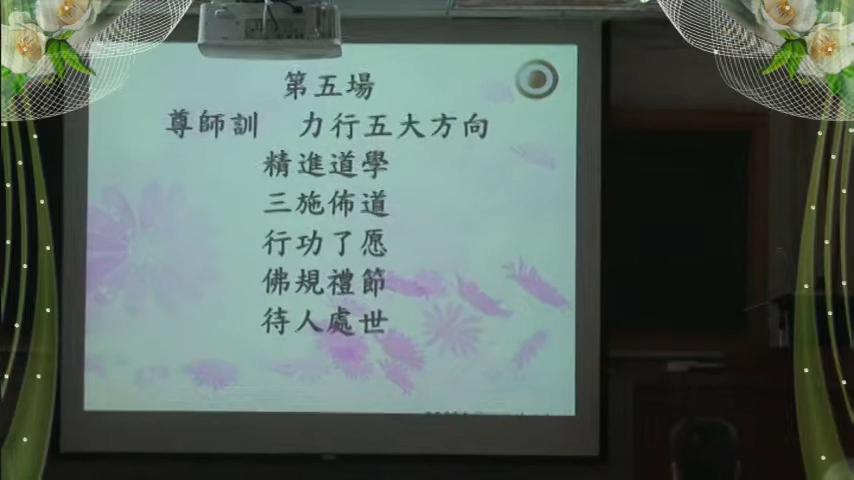 第五場
尊師訓 力行五大方向
精進道學
三施佈道
行功了愿
佛規禮節
待人處世